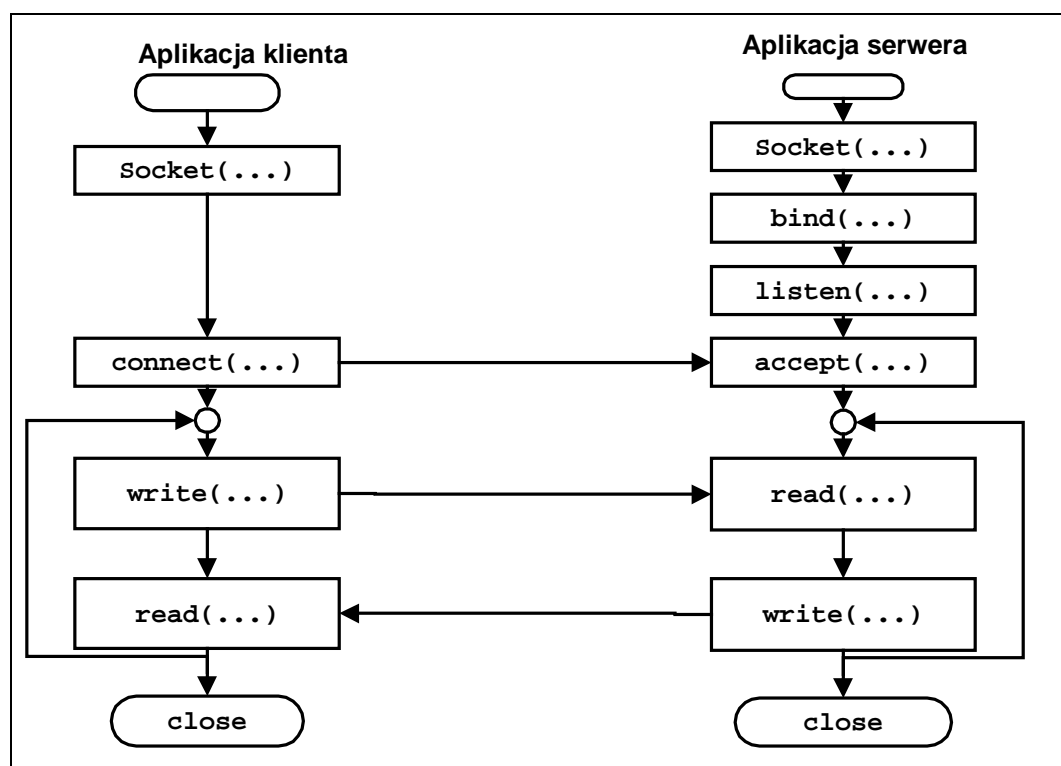 Aplikacja klienta
Socket(...)
connect(...)
write(...)
read(...)
close
Aplikacja serwera
Socket(...)
bind(...)
listen(...)
accept(...)
read(...)
write(...)
close